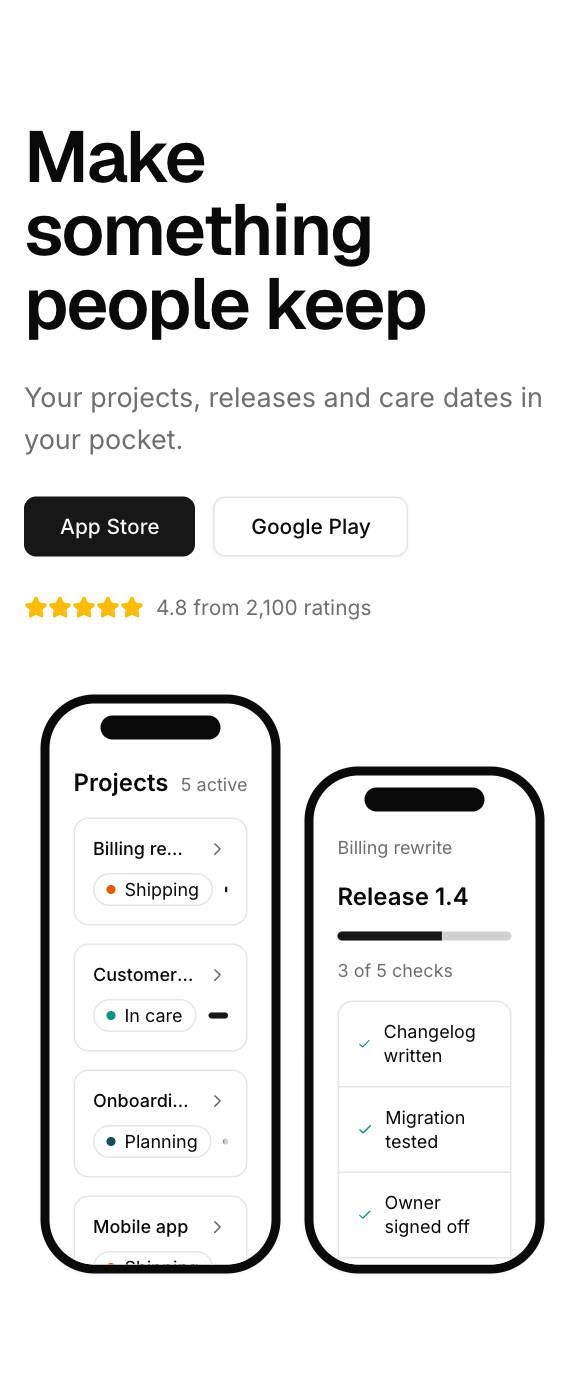 Make
something
people keep
Your projects, releases and care dates in
your pocket.
App Store
Google Play
4.8 from 2,100 ratings
Projects
5 active
Billing re...
Shipping
Customer...
In care
Onboardi...
Planning
Mobile app
Shipping
Billing rewrite
Release 1.4
3 of 5 checks
Changelog
written
Migration
tested
Owner
signed off